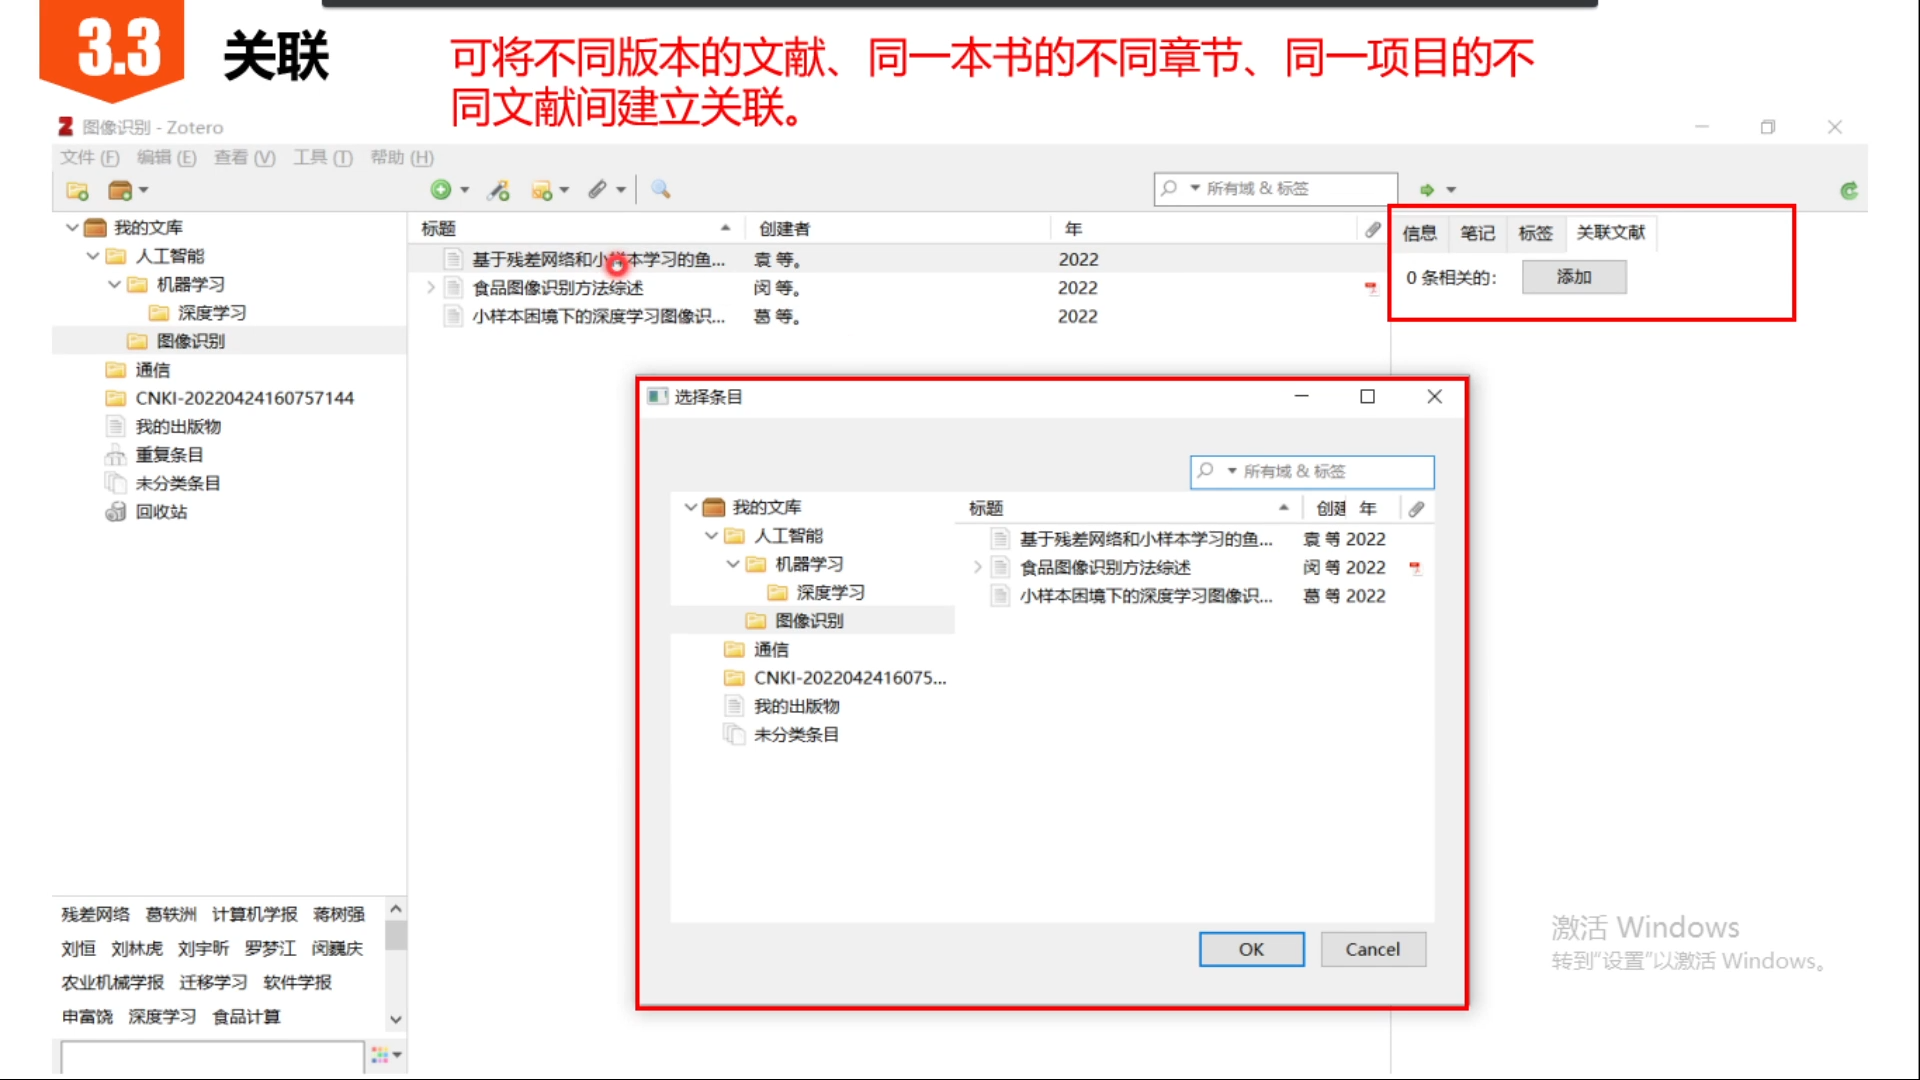 3.3
关联
可将不同版本的文献、同一本书的不同章节、同一项目的不
同文献间建立关联。
图像识别 - Zotero
文件 (F) 编辑 (E) 查看 (V) 工具 (T) 帮助 (H)
所有域 & 标签
我的文库
人工智能
机器学习
深度学习
图像识别
通信
CNKI-20220424160757144
我的出版物
重复条目
未分类条目
回收站
标题 创建者 年
基于残差网络和小样本学习的鱼... 袁 等。 2022
食品图像识别方法综述 闵 等。 2022
小样本困境下的深度学习图像识... 葛 等。 2022
信息 笔记 标签 关联文献
0 条相关的: 添加
选择条目
所有域 & 标签
我的文库
人工智能
机器学习
深度学习
图像识别
通信
CNKI-2022042416075...
我的出版物
未分类条目
标题 创建 年
基于残差网络和小样本学习的鱼... 袁 等 2022
食品图像识别方法综述 闵 等 2022
小样本困境下的深度学习图像识... 葛 等 2022
OK Cancel
残差网络 葛轶洲 计算机学报 蒋树强
刘恒 刘林虎 刘宇昕 罗梦江 闵巍庆
农业机械学报 迁移学习 软件学报
申富饶 深度学习 食品计算
激活 Windows
转到“设置”以激活 Windows。